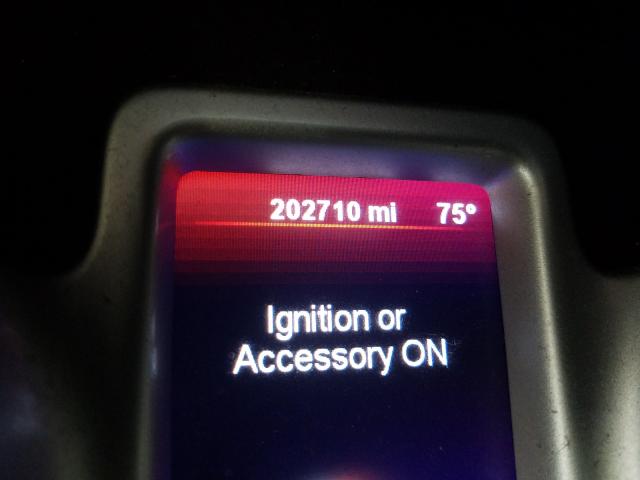 202710 mi 75°
Ignition or
Accessory ON